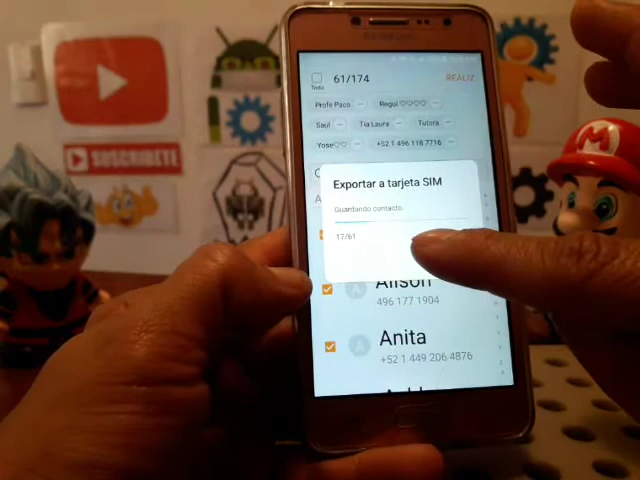 SAMSUNG
61/174
REALIZ
Todo
Profe Paco
Regui ♡♡♡♡
Saul
Tia Laura
Tutora
Yose♡♡
+52 1 496 118 7716
Exportar a tarjeta SIM
Guardando contacto.
17/61
Alison
496 177 1904
Anita
+52 1 449 206 4876
SUSCRIBETE
M